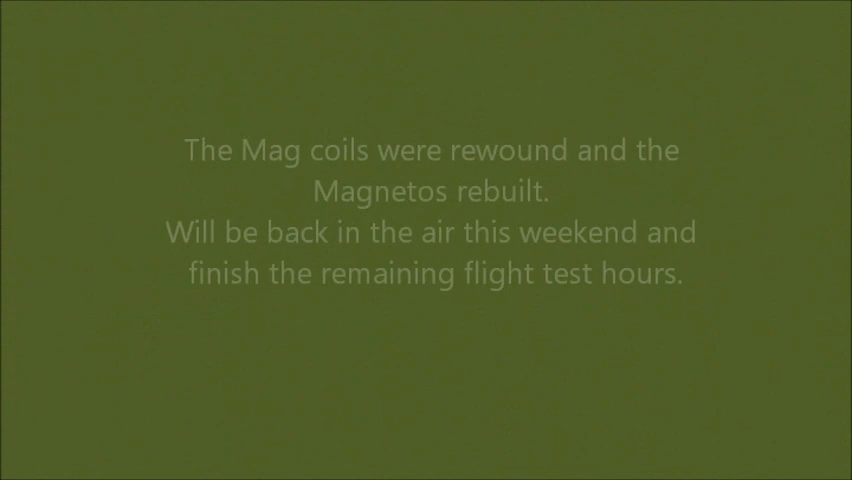 The Mag coils were rewound and the
Magnetos rebuilt.
Will be back in the air this weekend and
finish the remaining flight test hours.